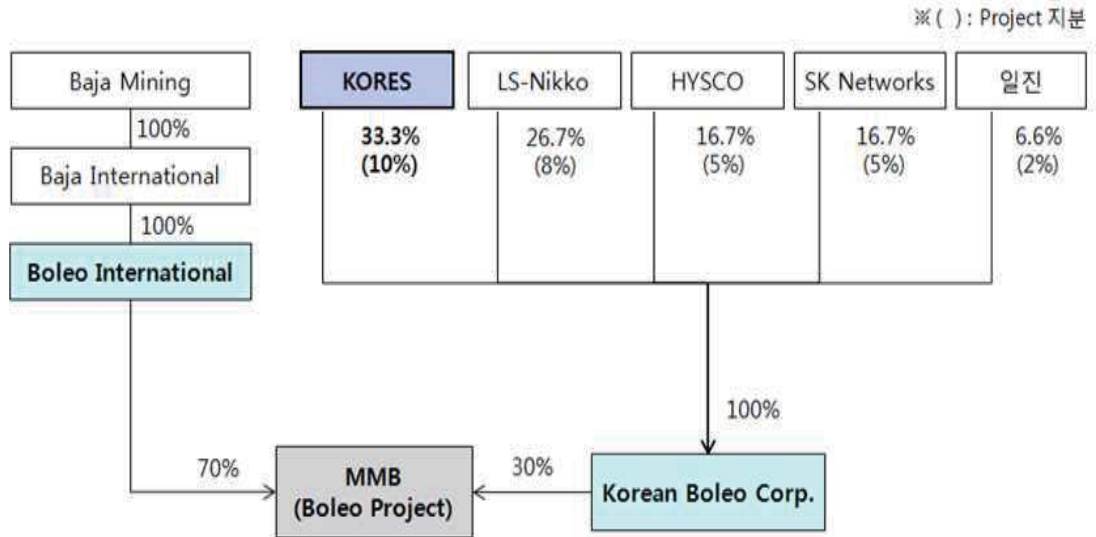 ※( ) : Project 지분
Baja Mining
100%
Baja International
100%
Boleo International
KORES
33.3%
(10%)
LS-Nikko
26.7%
(8%)
HYSCO
16.7%
(5%)
SK Networks
16.7%
(5%)
일진
6.6%
(2%)
100%
70%
MMB
(Boleo Project)
30%
Korean Boleo Corp.